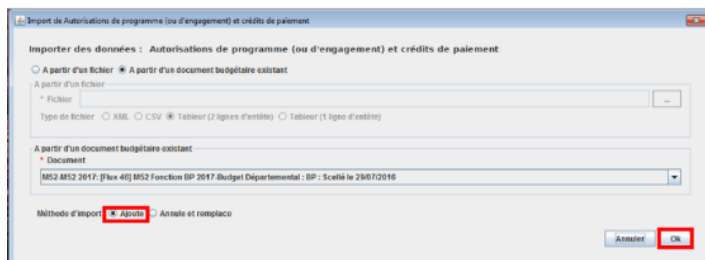 Import de Autorisations de programme (ou d'engagement) et crédits de paiement
Importer des données : Autorisations de programme (ou d'engagement) et crédits de paiement
A partir d'un fichier A partir d'un document budgétaire existant
A partir d'un fichier
* Fichier ...
Type de fichier XML CSV Tableur (2 lignes d'entête) Tableur (1 ligne d'entête)
A partir d'un document budgétaire existant
* Document
M52-M52 2017: [Flux 46] M52 Fonction BP 2017-Budget Départemental : BP : Scellé le 29/07/2016
Méthode d'import Ajoute Annule et remplace
Annuler Ok